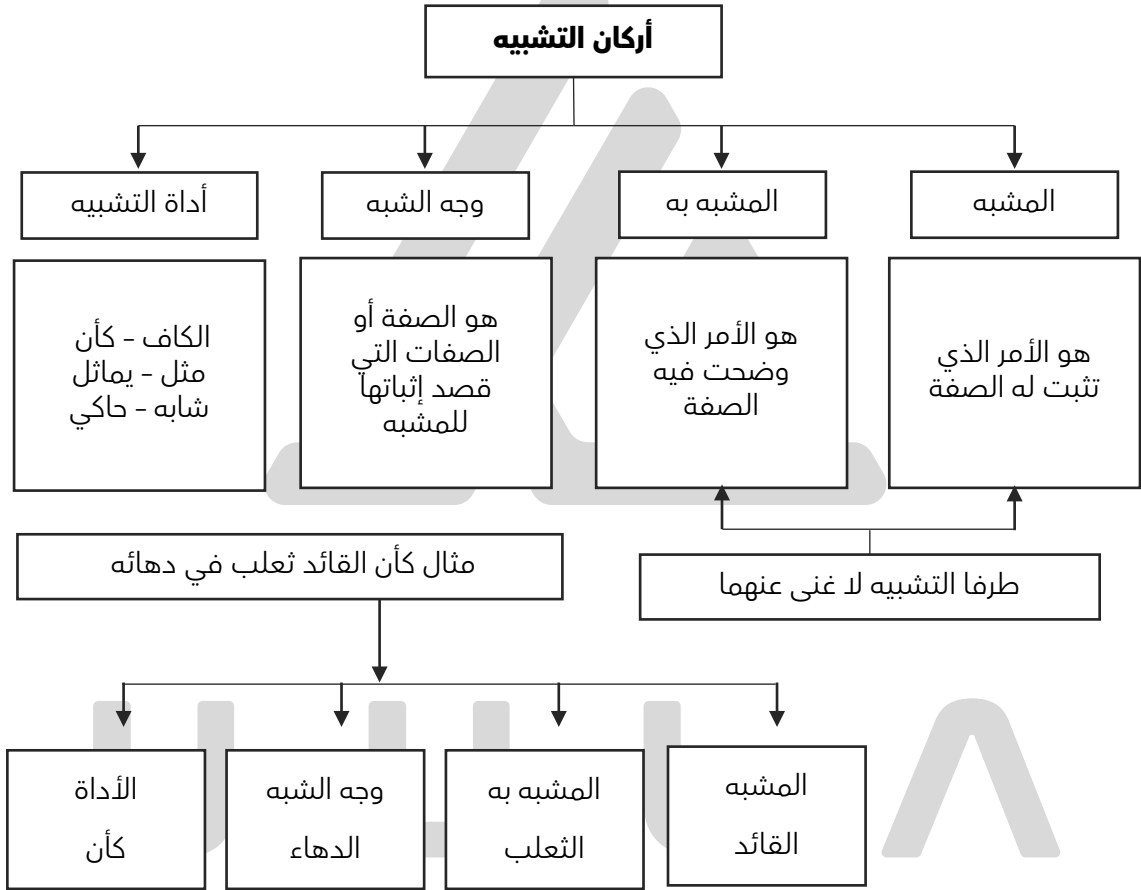 أركان التشبيه
المشبه
المشبه به
وجه الشبه
أداة التشبيه
هو الأمر الذي
تثبت له الصفة
هو الأمر الذي
وضحت فيه
الصفة
هو الصفة أو
الصفات التي
قصد إثباتها
للمشبه
الكاف – كأن
مثل – يماثل
شابه – حاكي
طرفا التشبيه لا غنى عنهما
مثال كأن القائد ثعلب في دهائه
المشبه
القائد
المشبه به
الثعلب
وجه الشبه
الدهاء
الأداة
كأن